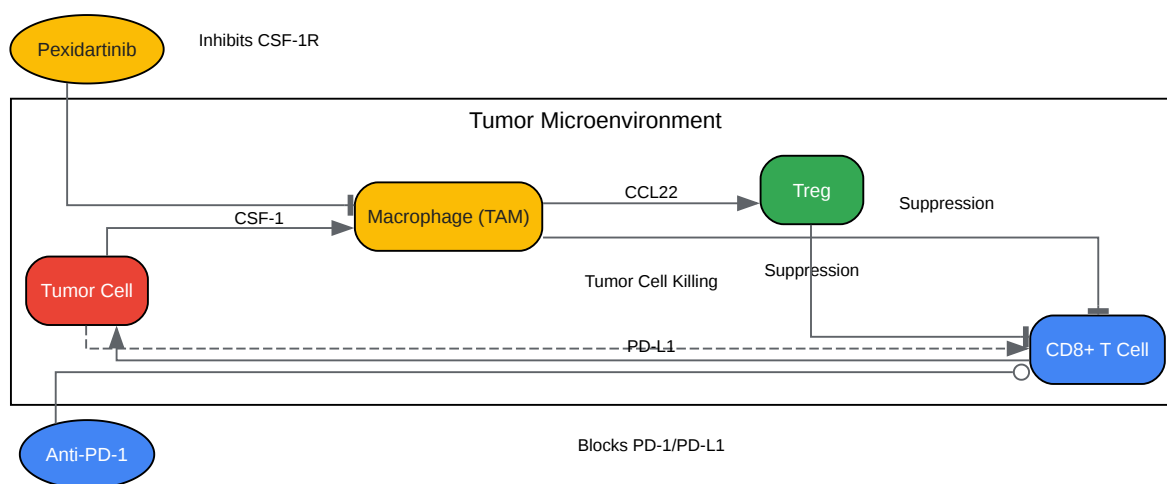 Pexidartinib
Inhibits CSF-1R
Tumor Microenvironment
Macrophage (TAM)
CCL22
Treg
Suppression
CSF-1
Tumor Cell
Tumor Cell Killing
Suppression
PD-L1
CD8+ T Cell
Anti-PD-1
Blocks PD-1/PD-L1